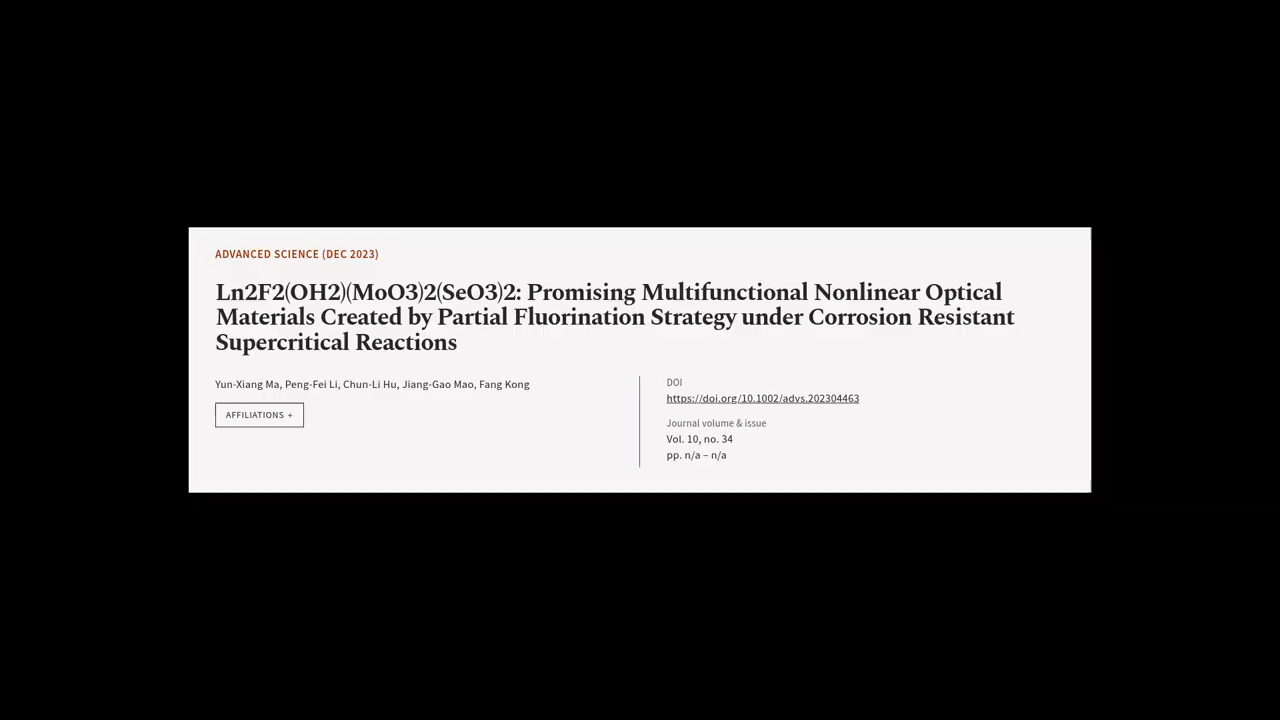 ADVANCED SCIENCE (DEC 2023)
Ln2F2(OH2)(MoO3)2(SeO3)2: Promising Multifunctional Nonlinear Optical
Materials Created by Partial Fluorination Strategy under Corrosion Resistant
Supercritical Reactions
Yun-Xiang Ma, Peng-Fei Li, Chun-Li Hu, Jiang-Gao Mao, Fang Kong
AFFILIATIONS +
DOI
https://doi.org/10.1002/advs.202304463
Journal volume & issue
Vol. 10, no. 34
pp. n/a – n/a